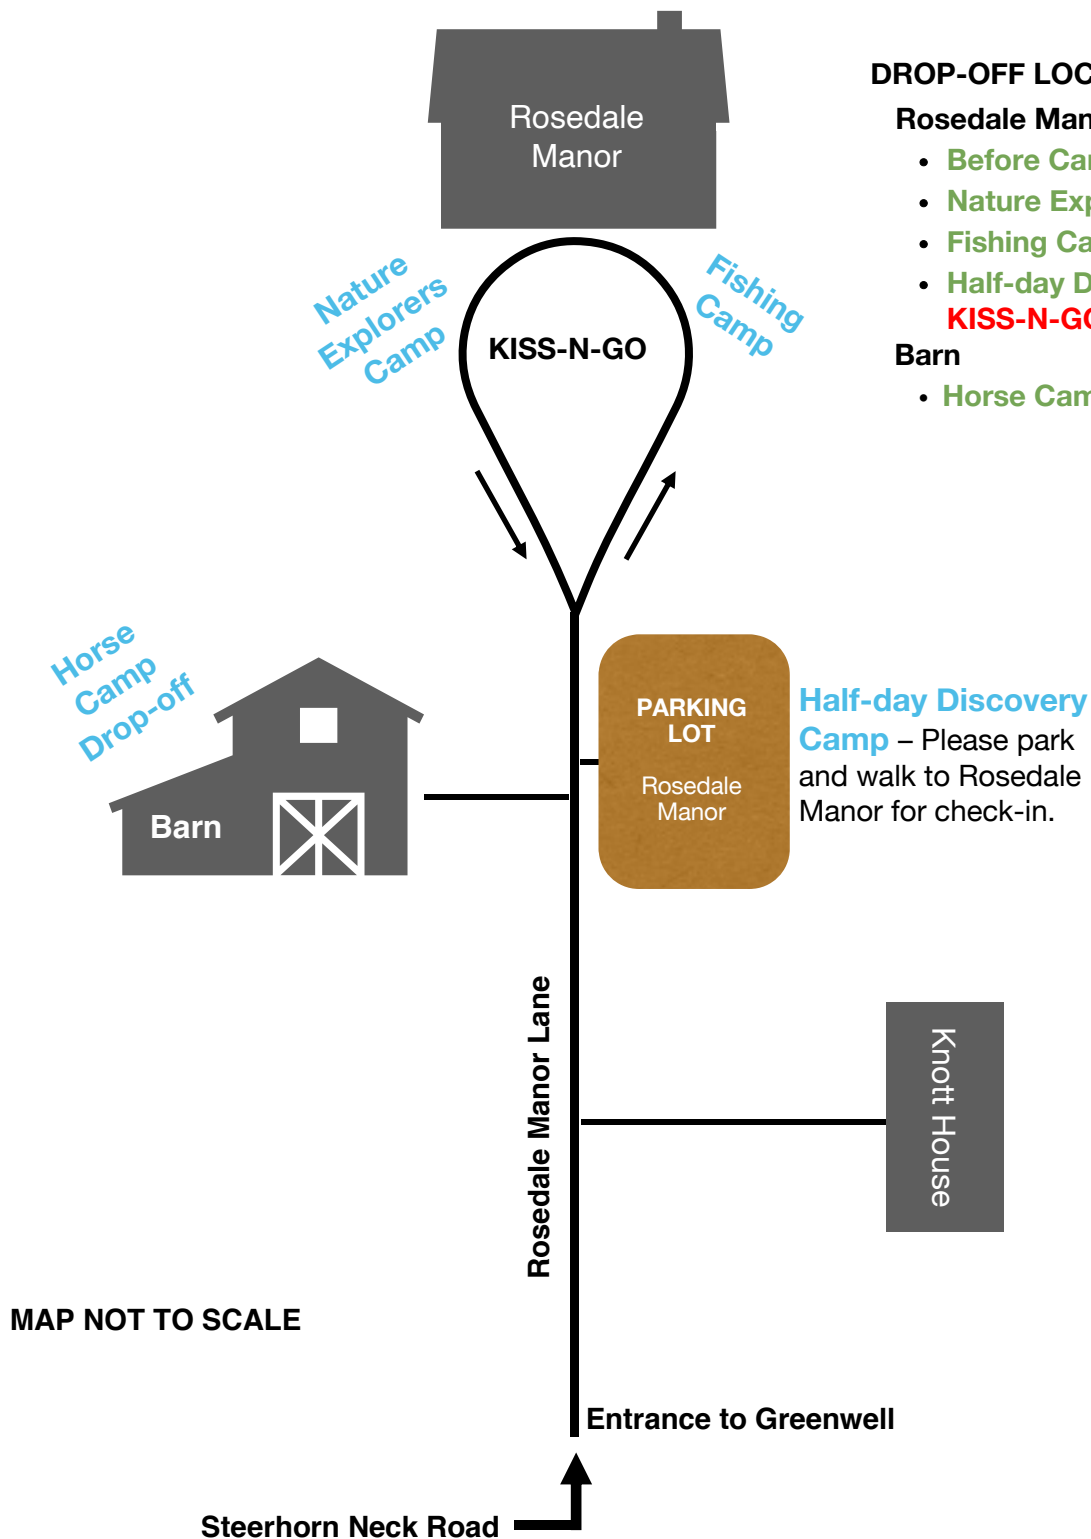 Rosedale
Manor
DROP-OFF LOC
Rosedale Man
• Before Ca
• Nature Exp
• Fishing Ca
• Half-day D
KISS-N-GO
Barn
• Horse Cam
Nature
Explorers
Camp
KISS-N-GO
Fishing
Camp
Horse
Camp
Drop-off
Barn
PARKING
LOT
Rosedale
Manor
Half-day Discovery
Camp – Please park
and walk to Rosedale
Manor for check-in.
Rosedale Manor Lane
Knott House
MAP NOT TO SCALE
Entrance to Greenwell
Steerhorn Neck Road